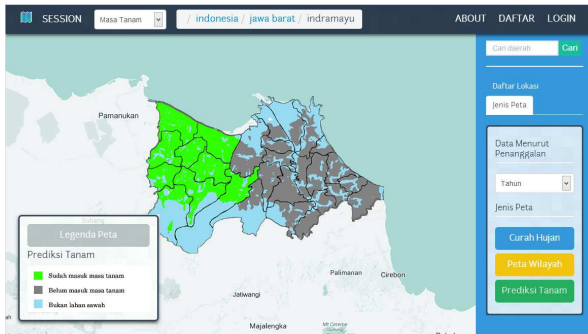 SESSION
Masa Tanam
/ indonesia / jawa barat / indramayu
ABOUT
DAFTAR
LOGIN
Cari daerah
Cari
Daftar Lokasi
Jenis Peta
Data Menurut
Penanggalan
Tahun
Jenis Peta
Curah Hujan
Peta Wilayah
Prediksi Tanam
Pamanukan
Subang
Legenda Peta
Prediksi Tanam
Sudah masuk masa tanam
Belum masuk masa tanam
Bukan lahan sawah
Palimanan
Cirebon
Jatiwangi
Majalengka